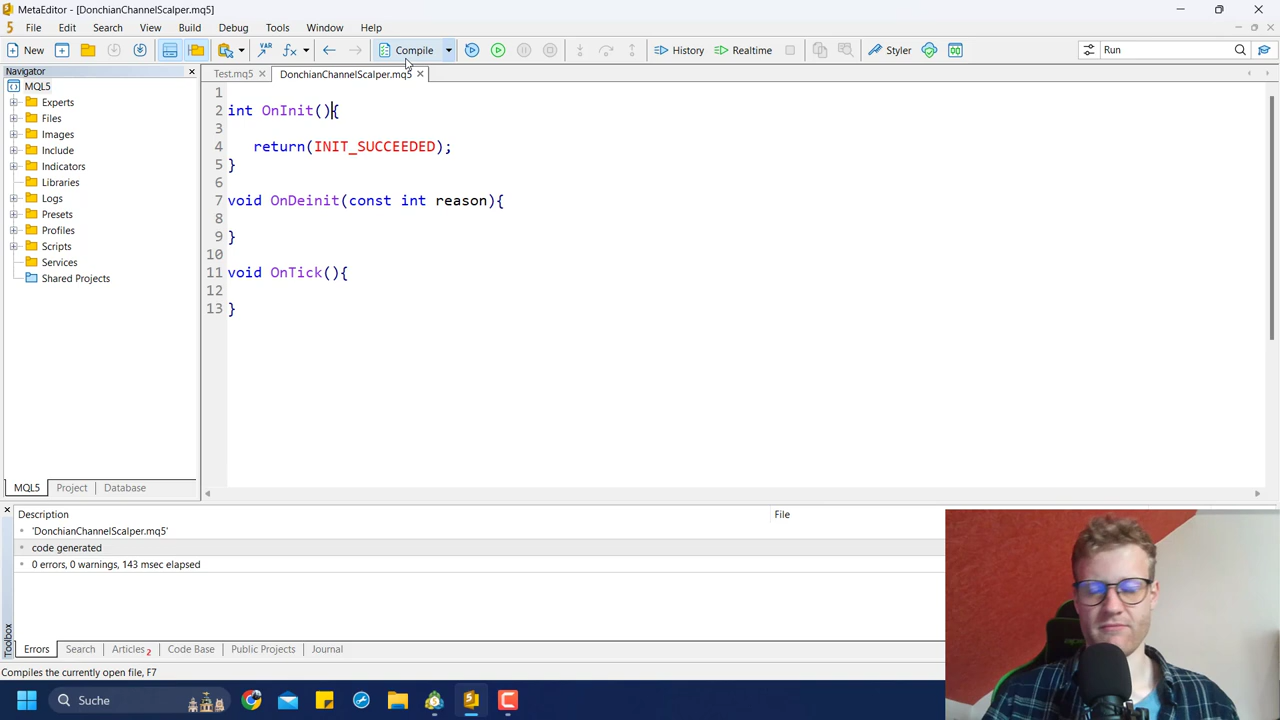 MetaEditor - [DonchianChannelScalper.mq5]
5 File Edit Search View Build Debug Tools Window Help
New Compile History Realtime Styler Run
Navigator
Test.mq5 DonchianChannelScalper.mq5
MQL5
Experts
Files
Images
Include
Indicators
Libraries
Logs
Presets
Profiles
Scripts
Services
Shared Projects
MQL5 Project Database
1
2 int OnInit(){
3
4 return(INIT_SUCCEEDED);
5 }
6
7 void OnDeinit(const int reason){
8
9 }
10
11 void OnTick(){
12
13 }
Description File
'DonchianChannelScalper.mq5'
code generated
0 errors, 0 warnings, 143 msec elapsed
Toolbox
Errors Search Articles 2 Code Base Public Projects Journal
Compiles the currently open file, F7
Suche